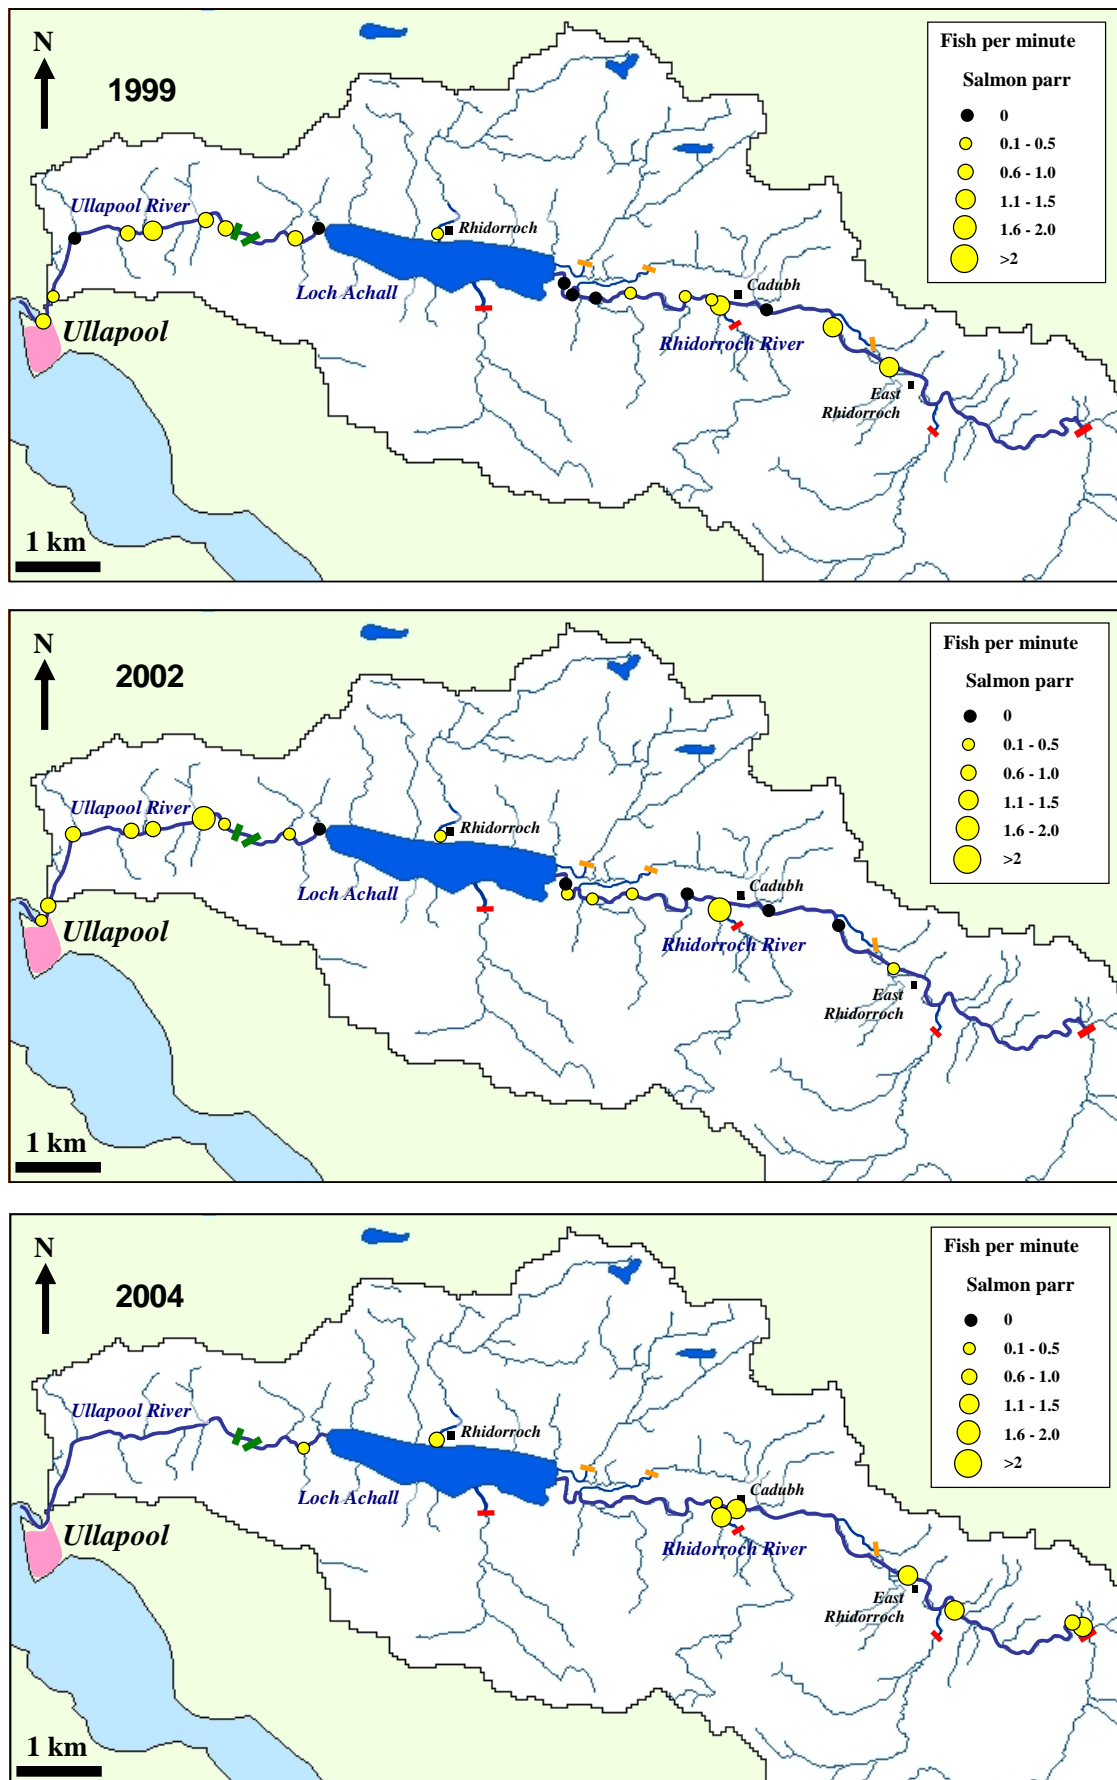 N
1999
Fish per minute
Salmon parr
0
0.1 - 0.5
0.6 - 1.0
1.1 - 1.5
1.6 - 2.0
>2
Ullapool River
Rhidorroch
Loch Achall
Cadubh
Ullapool
Rhidorroch River
East
Rhidorroch
1 km
N
2002
Fish per minute
Salmon parr
0
0.1 - 0.5
0.6 - 1.0
1.1 - 1.5
1.6 - 2.0
>2
Ullapool River
Rhidorroch
Loch Achall
Cadubh
Ullapool
Rhidorroch River
East
Rhidorroch
1 km
N
2004
Fish per minute
Salmon parr
0
0.1 - 0.5
0.6 - 1.0
1.1 - 1.5
1.6 - 2.0
>2
Ullapool River
Rhidorroch
Loch Achall
Cadubh
Ullapool
Rhidorroch River
East
Rhidorroch
1 km